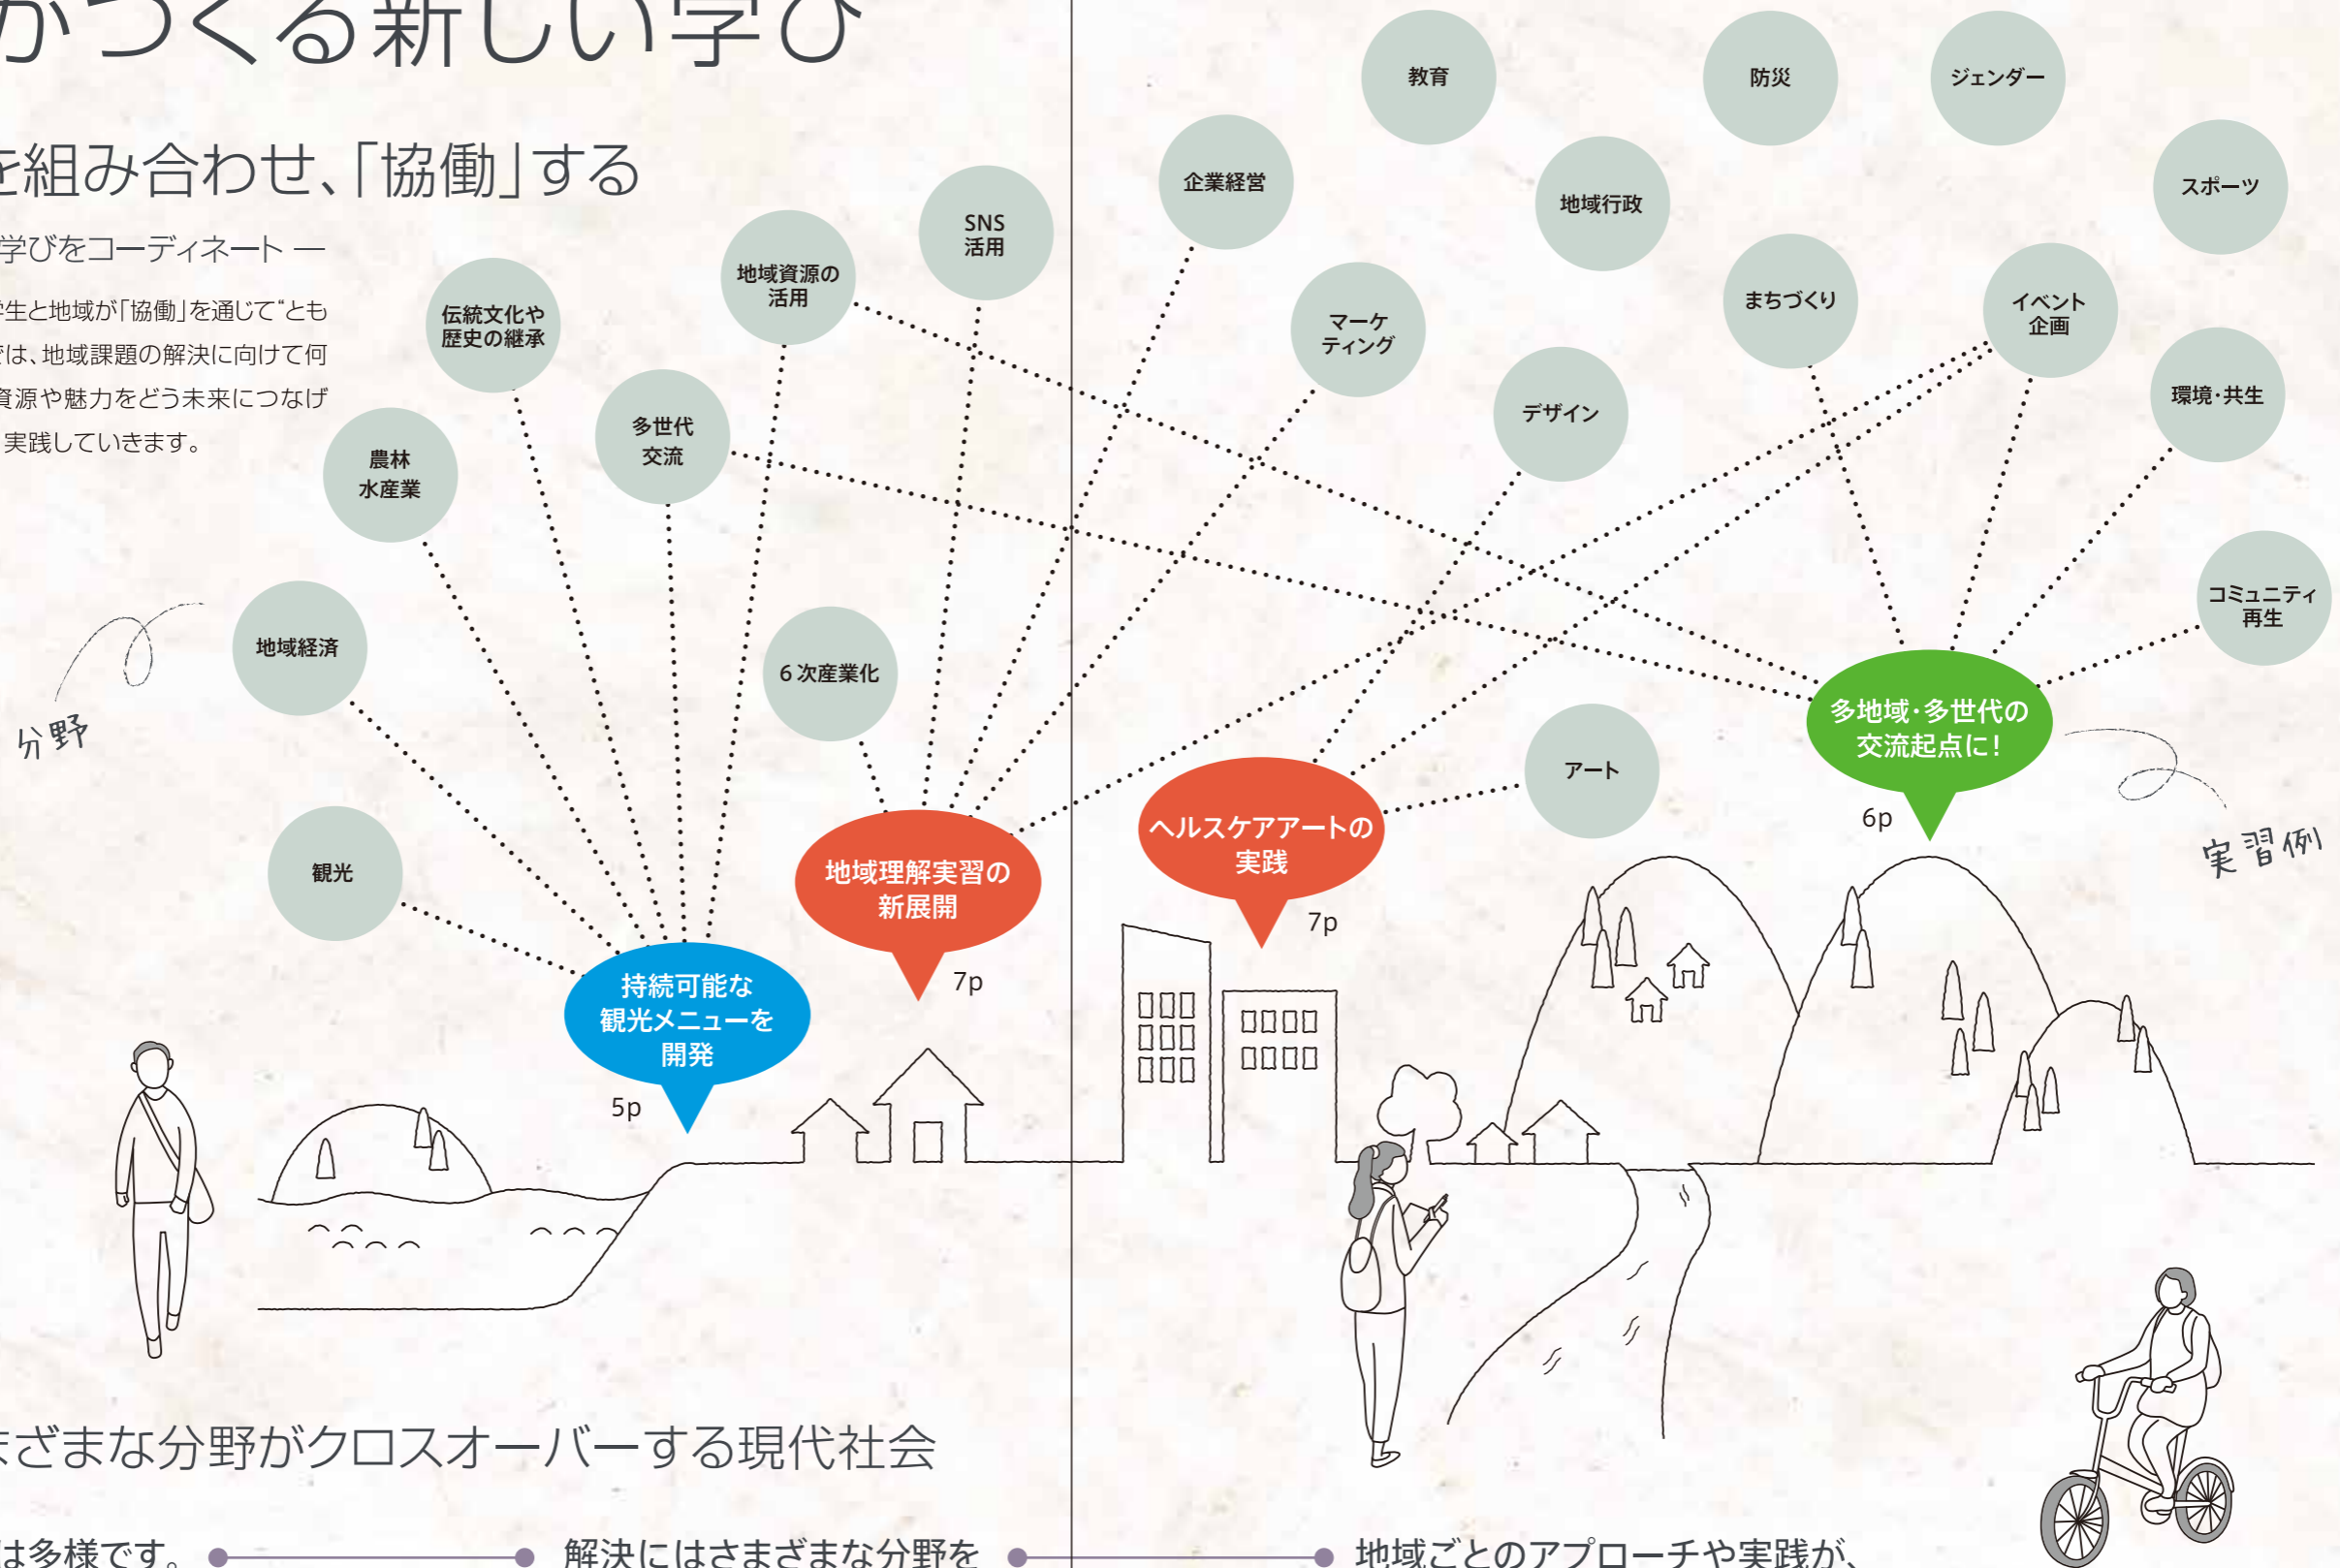 がつくる新しい学び
を組み合わせ、「協働」する
学びをコーディネート ―
学生と地域が「協働」を通じて“とも
では、地域課題の解決に向けて何
資源や魅力をどう未来につなげ
実践していきます。
教育
防災
ジェンダー
企業経営
地域行政
スポーツ
SNS
活用
地域資源の
活用
伝統文化や
歴史の継承
マーケ
ティング
まちづくり
イベント
企画
環境・共生
デザイン
多世代
交流
農林
水産業
コミュニティ
再生
地域経済
6次産業化
分野
観光
アート
多地域・多世代の
交流起点に!
6p
実習例
ヘルスケアアートの
実践
7p
地域理解実習の
新展開
7p
持続可能な
観光メニューを
開発
5p
まざまな分野がクロスオーバーする現代社会
は多様です。
解決にはさまざまな分野を
地域ごとのアプローチや実践が、